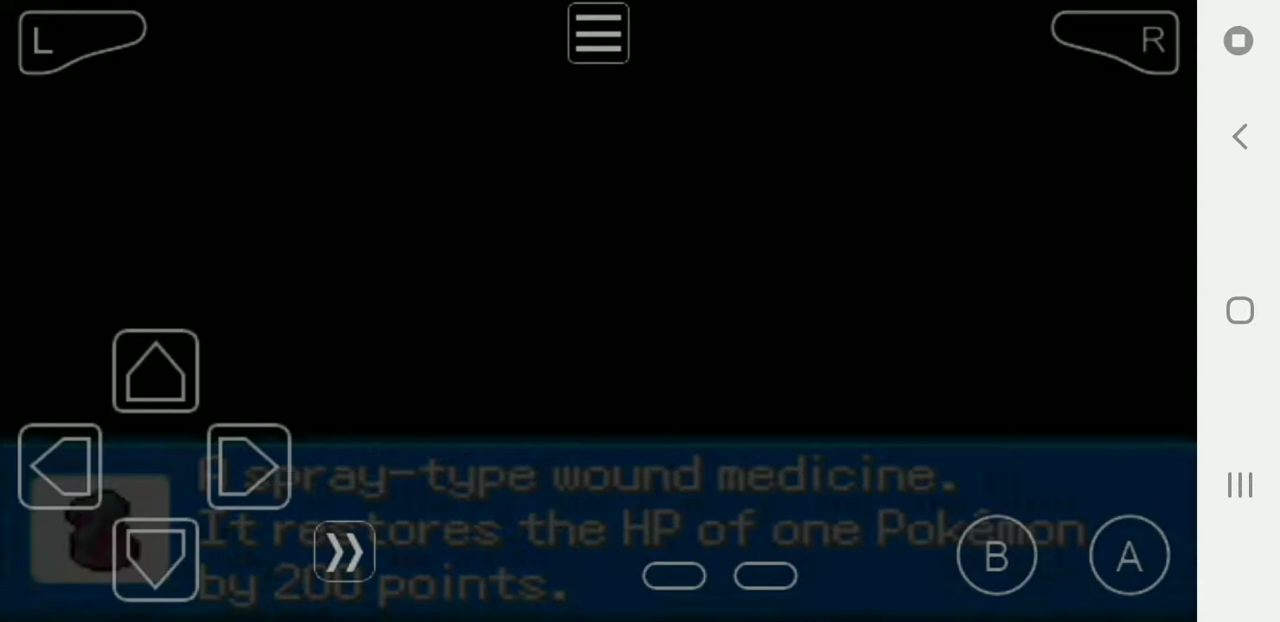 L
R
A spray-type wound medicine.
It restores the HP of one Pokémon
by 200 points.
B
A